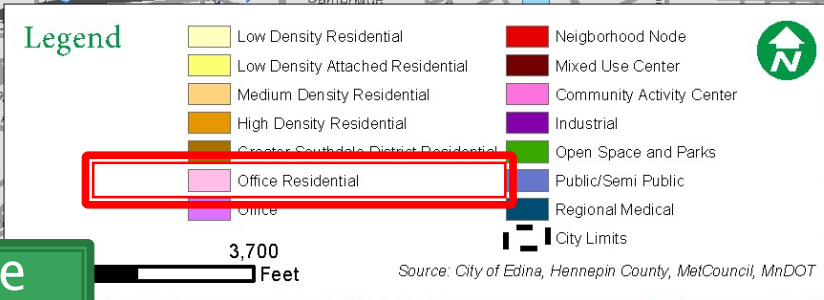 Legend
Low Density Residential
Low Density Attached Residential
Medium Density Residential
High Density Residential
Greater Southdale District Residential
Office Residential
Office
Neigborhood Node
Mixed Use Center
Community Activity Center
Industrial
Open Space and Parks
Public/Semi Public
Regional Medical
City Limits
N
3,700
Feet
Source: City of Edina, Hennepin County, MetCouncil, MnDOT
e